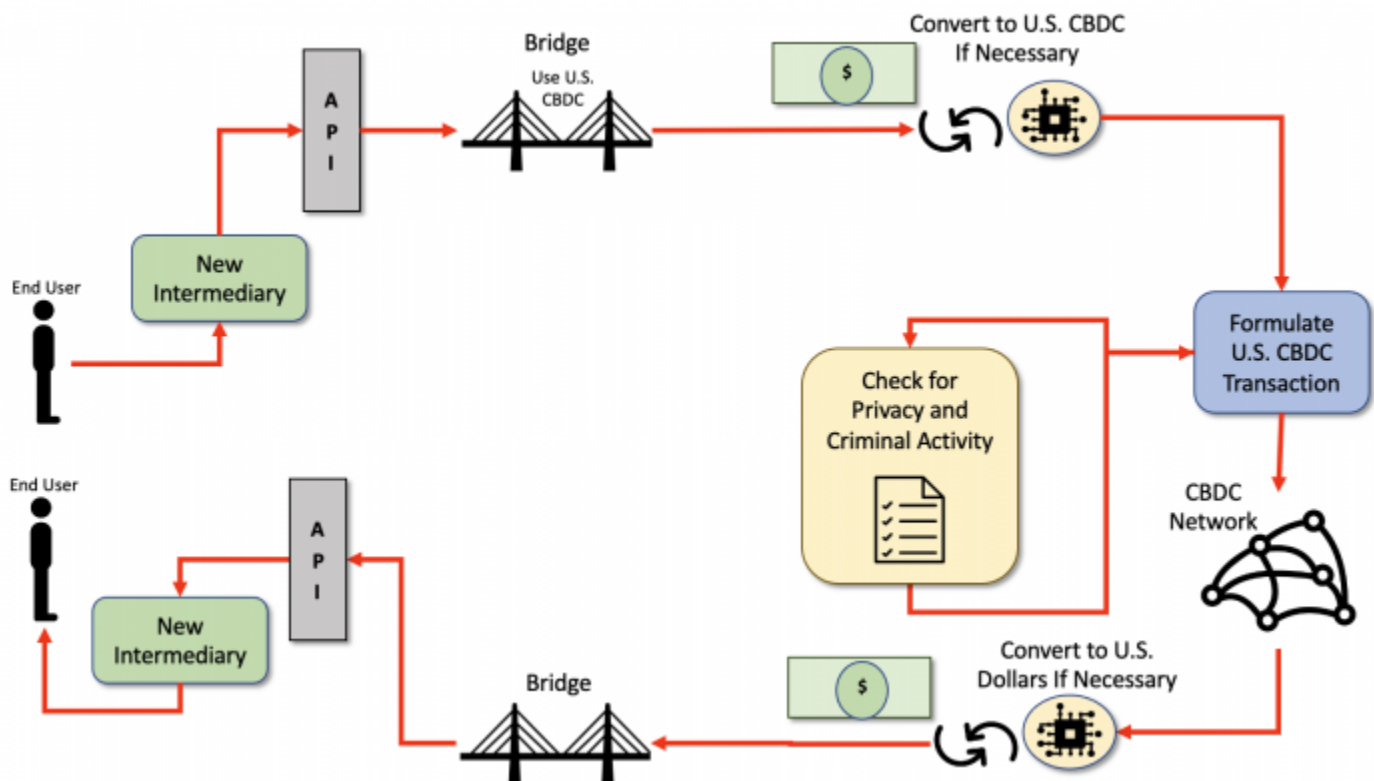 Convert to U.S. CBDC
If Necessary
Bridge
Use U.S.
CBDC
$
A
P
I
New
Intermediary
End User
Formulate
U.S. CBDC
Transaction
Check for
Privacy and
Criminal Activity
End User
A
P
I
CBDC
Network
New
Intermediary
Convert to U.S.
Dollars If Necessary
Bridge
$